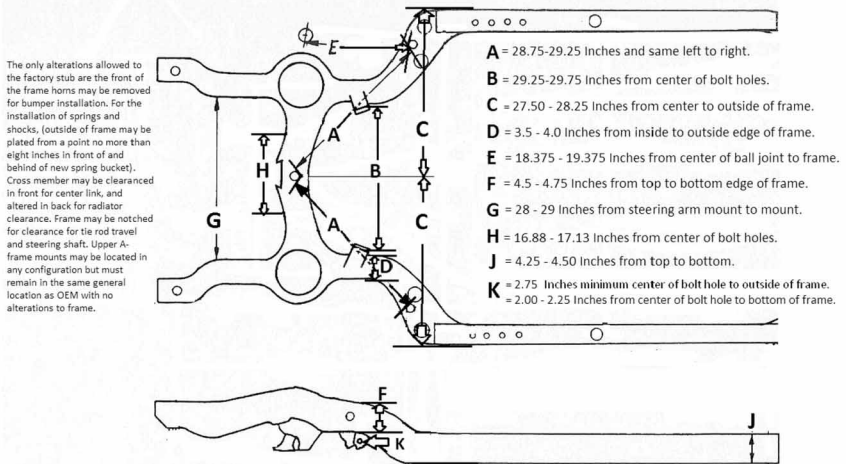 The only alterations allowed to
the factory stub are the front of
the frame horns may be removed
for bumper installation. For the
installation of springs and
shocks, (outside of frame may be
plated from a point no more than
eight inches in front of and
behind of new spring bucket).
Cross member may be clearanced
in front for center link, and
altered in back for radiator
clearance. Frame may be notched
for clearance for tie rod travel
and steering shaft. Upper A-
frame mounts may be located in
any configuration but must
remain in the same general
location as OEM with no
alterations to frame.
E
A
H
B
C
G
A
C
D
A = 28.75-29.25 Inches and same left to right.
B = 29.25-29.75 Inches from center of bolt holes.
C = 27.50 - 28.25 Inches from center to outside of frame.
D = 3.5 - 4.0 Inches from inside to outside edge of frame.
E = 18.375 - 19.375 Inches from center of ball joint to frame.
F = 4.5 - 4.75 Inches from top to bottom edge of frame.
G = 28 - 29 Inches from steering arm mount to mount.
H = 16.88 - 17.13 Inches from center of bolt holes.
J = 4.25 - 4.50 Inches from top to bottom.
K = 2.75 Inches minimum center of bolt hole to outside of frame.
= 2.00 - 2.25 Inches from center of bolt hole to bottom of frame.
F
K
J